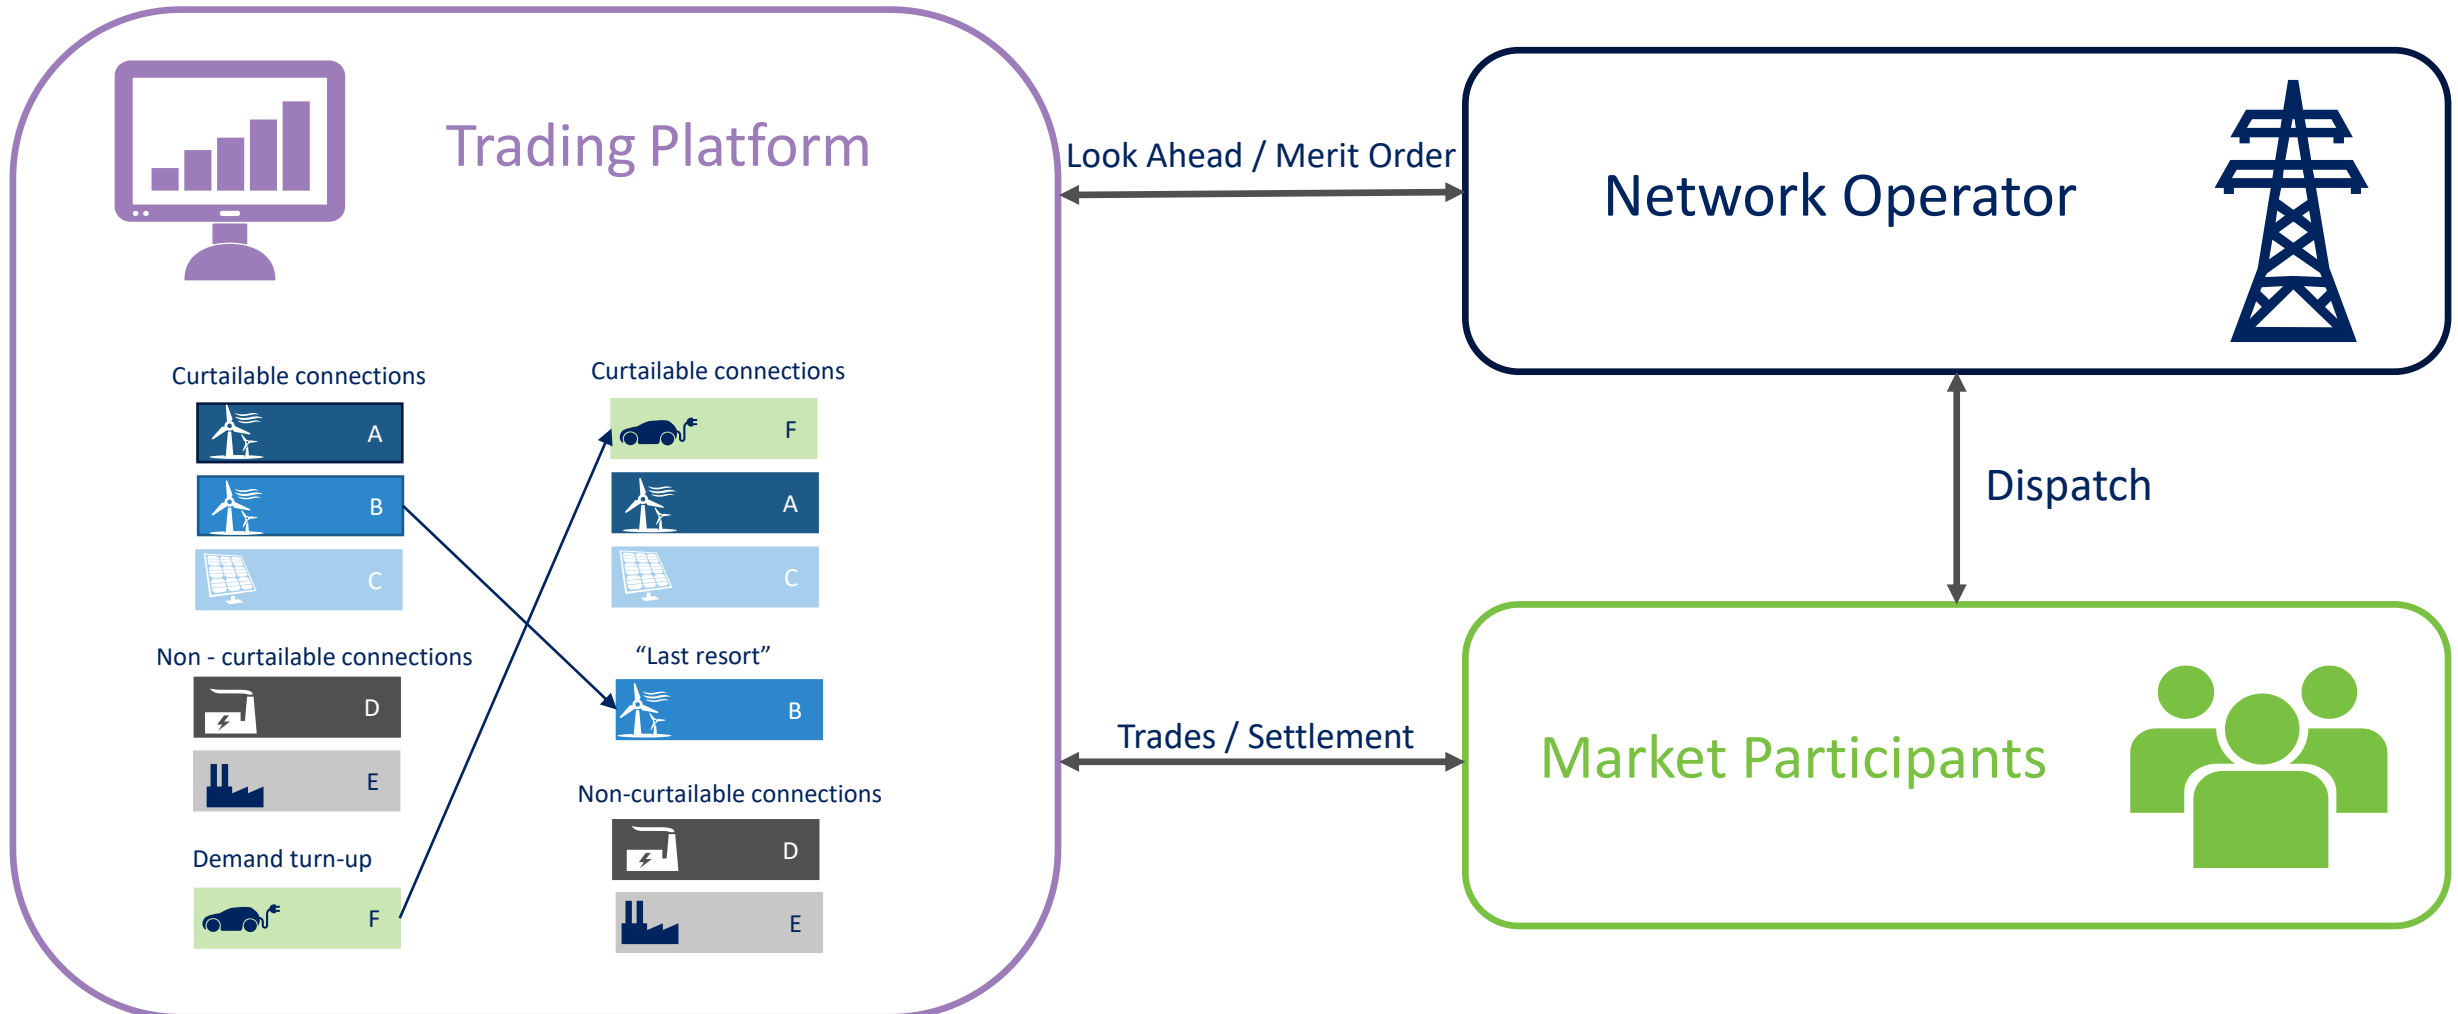 Trading Platform
Curtailable connections
A
B
C
Non - curtailable connections
D
E
Demand turn-up
F
Curtailable connections
F
A
C
“Last resort”
B
Non-curtailable connections
D
E
Look Ahead / Merit Order
Trades / Settlement
Network Operator
Dispatch
Market Participants